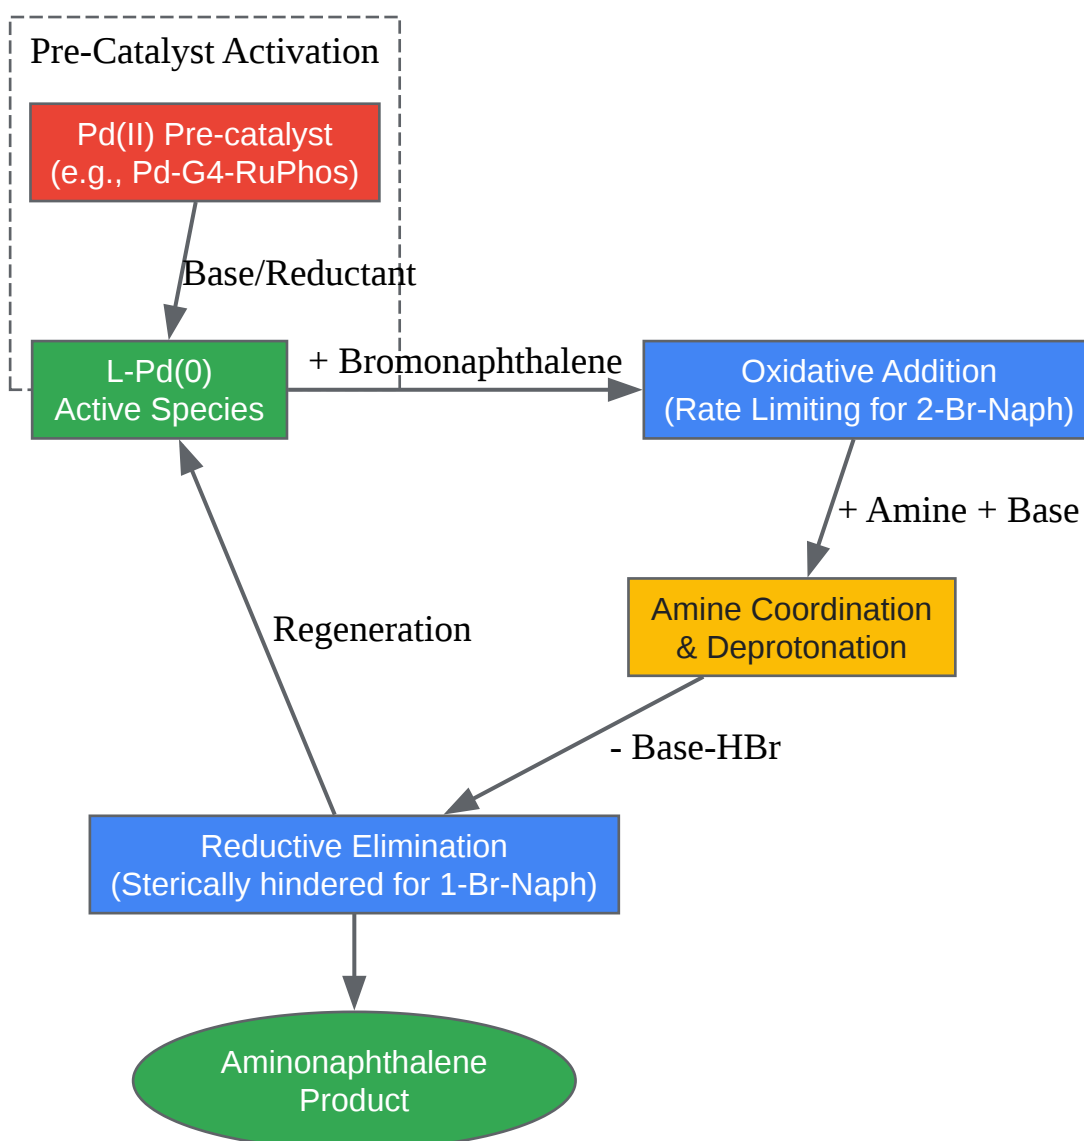 Pre-Catalyst Activation
Pd(II) Pre-catalyst
(e.g., Pd-G4-RuPhos)
Base/Reductant
L-Pd(0)
Active Species
+ Bromonaphthalene
Oxidative Addition
(Rate Limiting for 2-Br-Naph)
+ Amine + Base
Amine Coordination
& Deprotonation
Regeneration
- Base-HBr
Reductive Elimination
(Sterically hindered for 1-Br-Naph)
Aminonaphthalene
Product